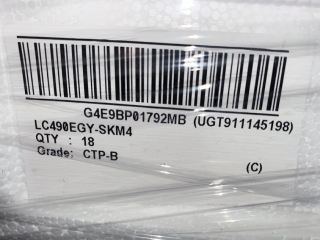 G4E9BP01792MB (UGT911145198)
LC490EGY-SKM4
QTY : 18
Grade: CTP-B
(C)